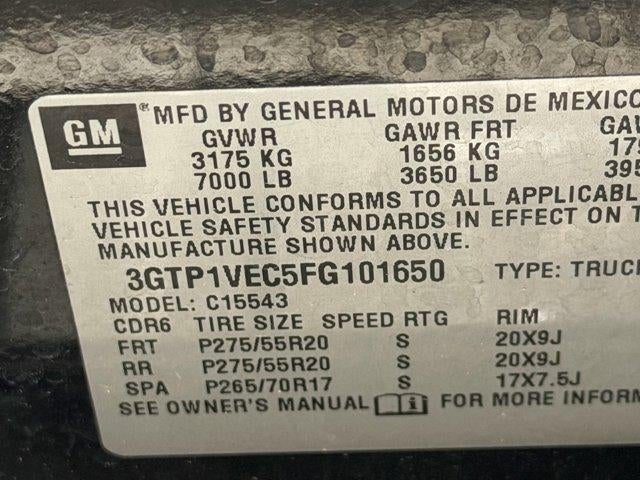 GM ® MFD BY GENERAL MOTORS DE MEXICO
GVWR GAWR FRT
3175 KG 1656 KG
7000 LB 3650 LB
THIS VEHICLE CONFORMS TO ALL APPLICABLE
VEHICLE SAFETY STANDARDS IN EFFECT ON
MANUFACTURE SHOWN ABOVE.
3GTP1VEC5FG101650 TYPE:
MODEL: C15543
CDR6 TIRE SIZE SPEED RTG RIM
FRT P275/55R20 S 20X9J
RR P275/55R20 S 20X9J
SPA P265/70R17 S 17X7.5J
SEE OWNER'S MANUAL FOR MORE